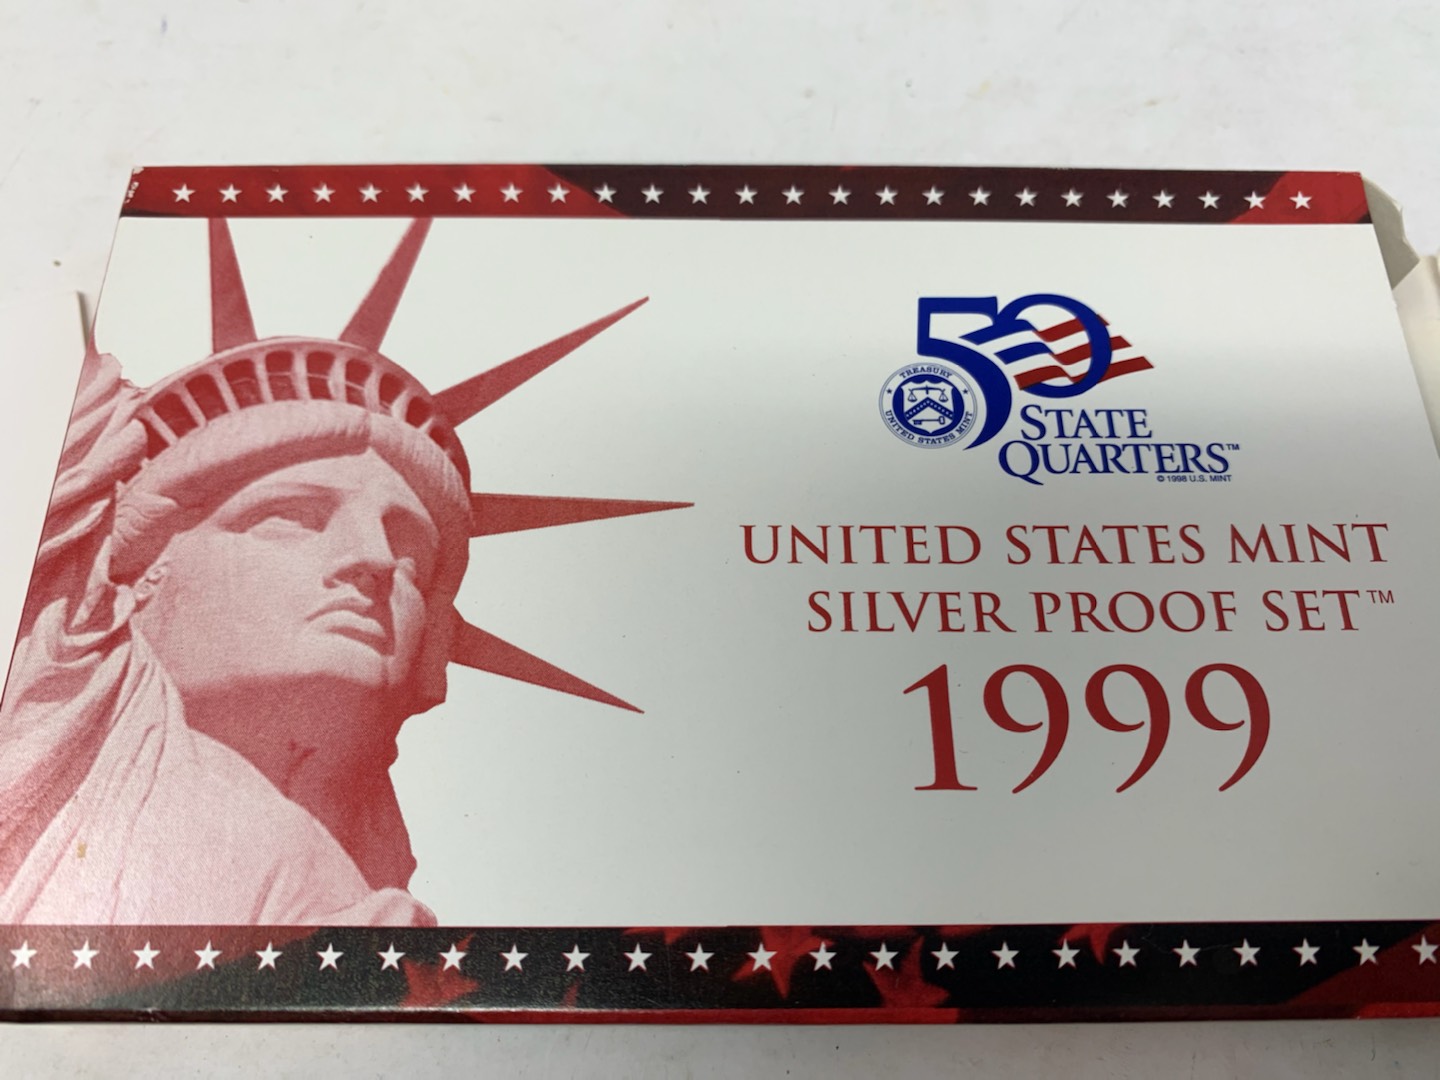 50
TREASURY
UNITED STATES MINT
STATE
QUARTERS™
© 1998 U.S. MINT
UNITED STATES MINT
SILVER PROOF SET™
1999